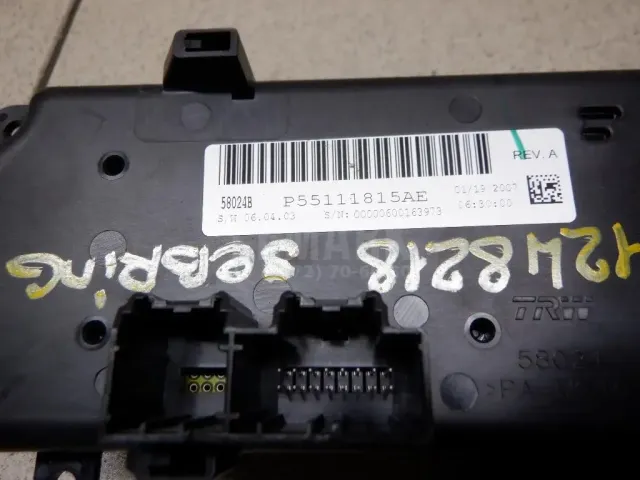 REV. A
58024B P55111815AE 01/19 2007
S/W 06.04.03 S/N: 00000600163973 16:30:00
1248218 SEBRiNG
TRW